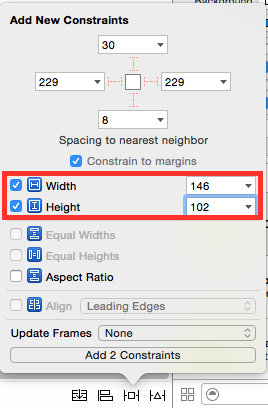 Add New Constraints
30
229 229
8
Spacing to nearest neighbor
Constrain to margins
Width 146
Height 102
Equal Widths
Equal Heights
Aspect Ratio
Align Leading Edges
Update Frames None
Add 2 Constraints